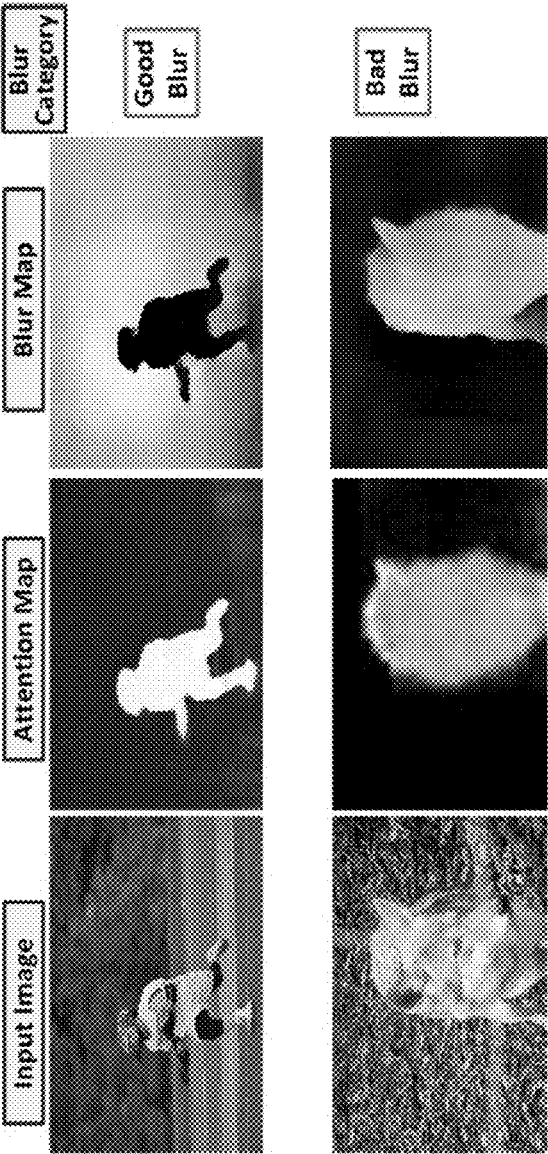 Input Image
Attention Map
Blur Map
Blur
Category
Good
Blur
Bad
Blur